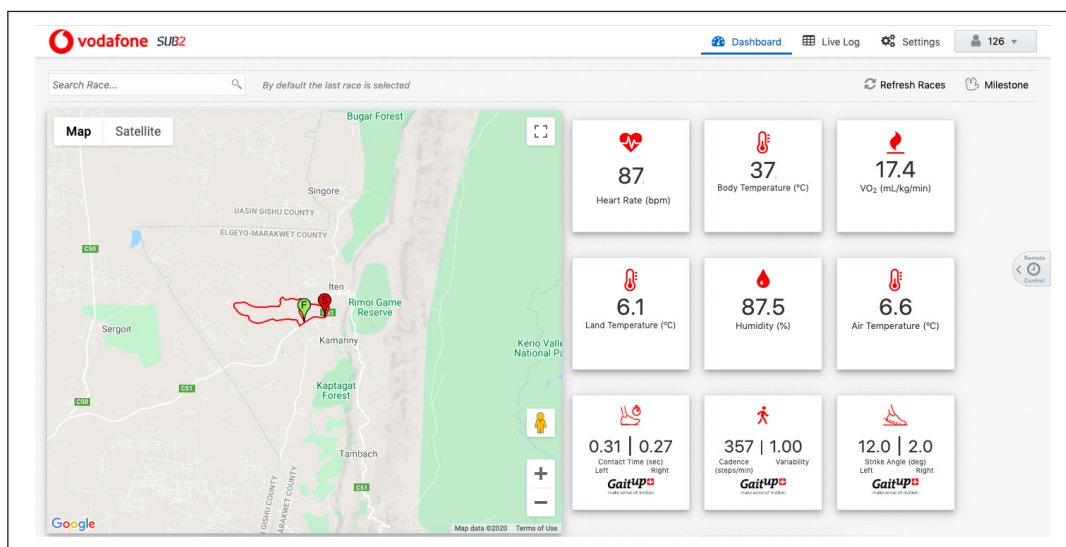 vodafone SUB2
Dashboard
Live Log
Settings
126
Search Race...
By default the last race is selected
Refresh Races
Milestone
Map
Satellite
Bugar Forest
Singore
UASIN GISHU COUNTY
ELGEYO-MARAKWET COUNTY
C50
Iten
F
S
Rimoi Game
Reserve
Sergoit
Kamariny
Kerio Valle
National Pa
C51
C50
Kaptagat
Forest
Tambach
C51
GISHU COUNTY
ARAKWET COUNTY
Google
Map data ©2020
Terms of Use
87
Heart Rate (bpm)
37
Body Temperature (°C)
17.4
VO2 (mL/kg/min)
6.1
Land Temperature (°C)
87.5
Humidity (%)
6.6
Air Temperature (°C)
Remote
Control
0.31 | 0.27
Contact Time (sec)
Left Right
Gaitup
make sense of motion
357 | 1.00
Cadence Variability
(steps/min)
Gaitup
make sense of motion
12.0 | 2.0
Strike Angle (deg)
Left Right
Gaitup
make sense of motion